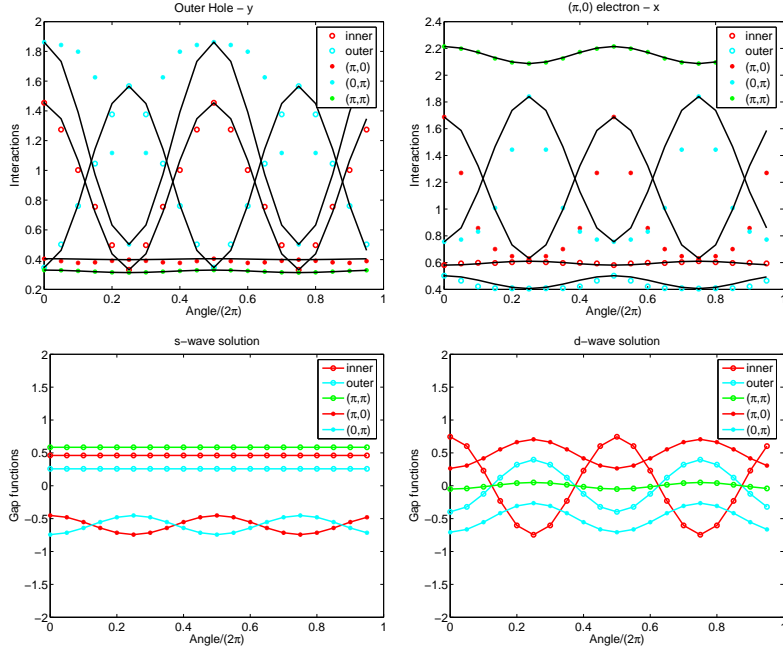 Outer Hole − y
Interactions
2
1.8
1.6
1.4
1.2
1
0.8
0.6
0.4
0.2
0
0.2
0.4
0.6
0.8
1
Angle/(2π)
inner
outer
(π,0)
(0,π)
(π,π)
(π,0) electron − x
Interactions
2.4
2.2
2
1.8
1.6
1.4
1.2
1
0.8
0.6
0.4
0
0.2
0.4
0.6
0.8
1
Angle/(2π)
inner
outer
(π,0)
(0,π)
(π,π)
s−wave solution
Gap functions
2
1.5
1
0.5
0
−0.5
−1
−1.5
−2
0
0.2
0.4
0.6
0.8
1
Angle/(2π)
inner
outer
(π,π)
(π,0)
(0,π)
d−wave solution
Gap functions
2
1.5
1
0.5
0
−0.5
−1
−1.5
−2
0
0.2
0.4
0.6
0.8
1
Angle/(2π)
inner
outer
(π,π)
(π,0)
(0,π)